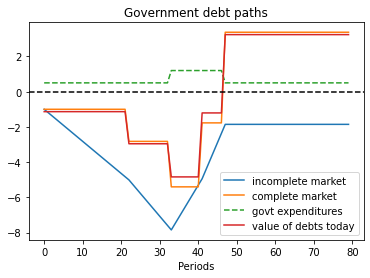 Government debt paths
2
0
−2
−4
−6
−8
incomplete market
complete market
govt expenditures
value of debts today
0 10 20 30 40 50 60 70 80
Periods